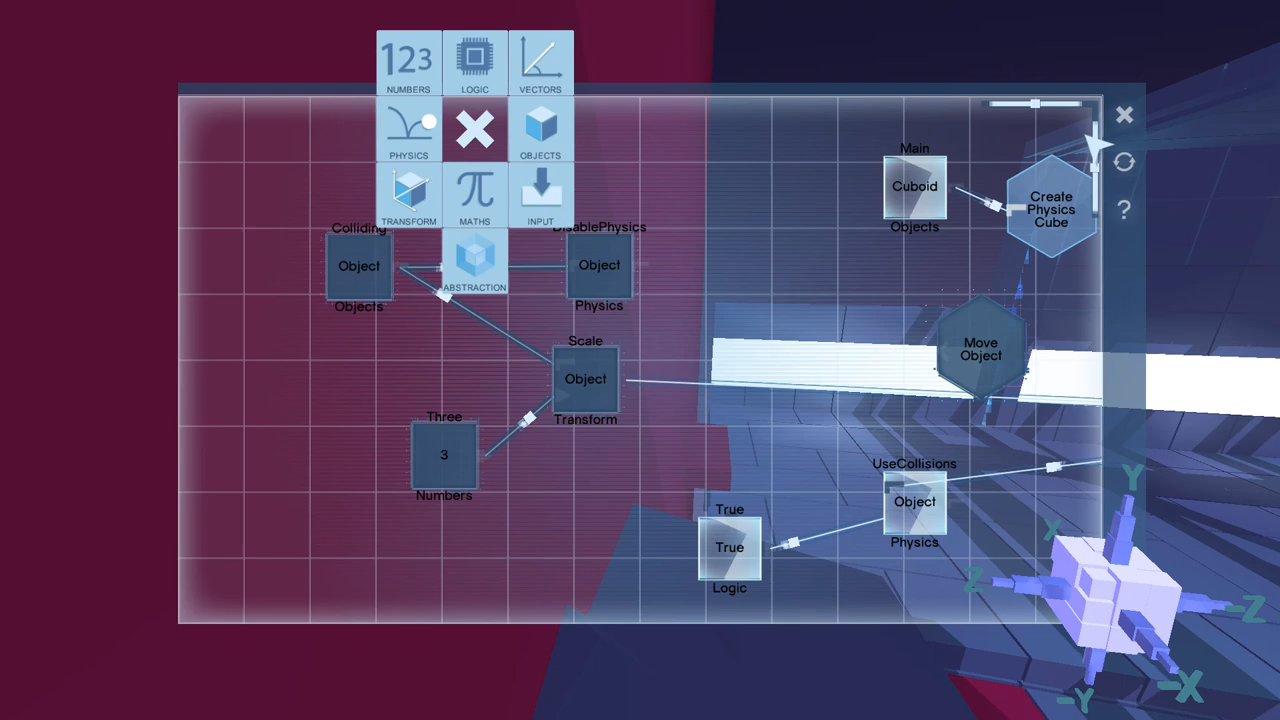 123
NUMBERS
LOGIC
VECTORS
PHYSICS
OBJECTS
TRANSFORM
π
MATHS
INPUT
ABSTRACTION
Colliding
Object
Objects
DisablePhysics
Object
Physics
Main
Cuboid
Objects
Create
Physics
Cube
?
Scale
Object
Transform
Move
Object
Three
3
Numbers
UseCollisions
Object
Physics
True
True
Logic
Y
X
Z
-Z
-X
-Y